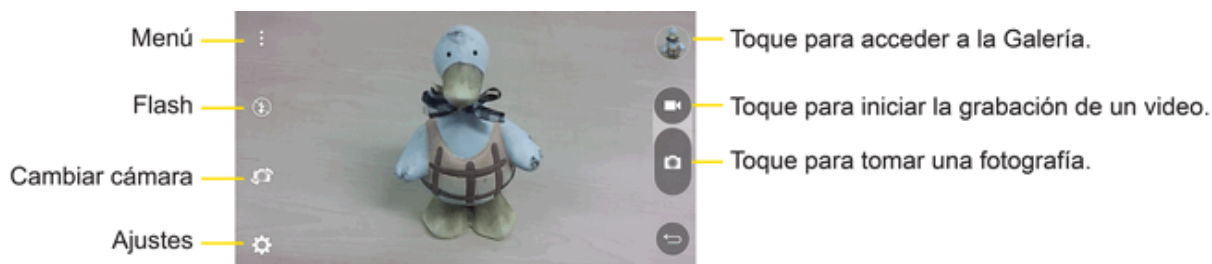 Menú
Flash
Cambiar cámara
Ajustes
Toque para acceder a la Galería.
Toque para iniciar la grabación de un video.
Toque para tomar una fotografía.